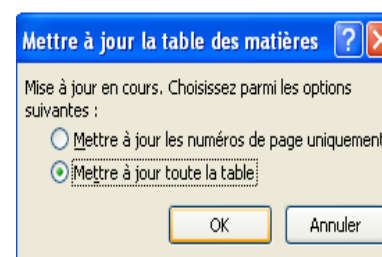 Mettre à jour la table des matières
Mise à jour en cours. Choisissez parmi les options
suivantes :
Mettre à jour les numéros de page uniquement
Mettre à jour toute la table
OK Annuler